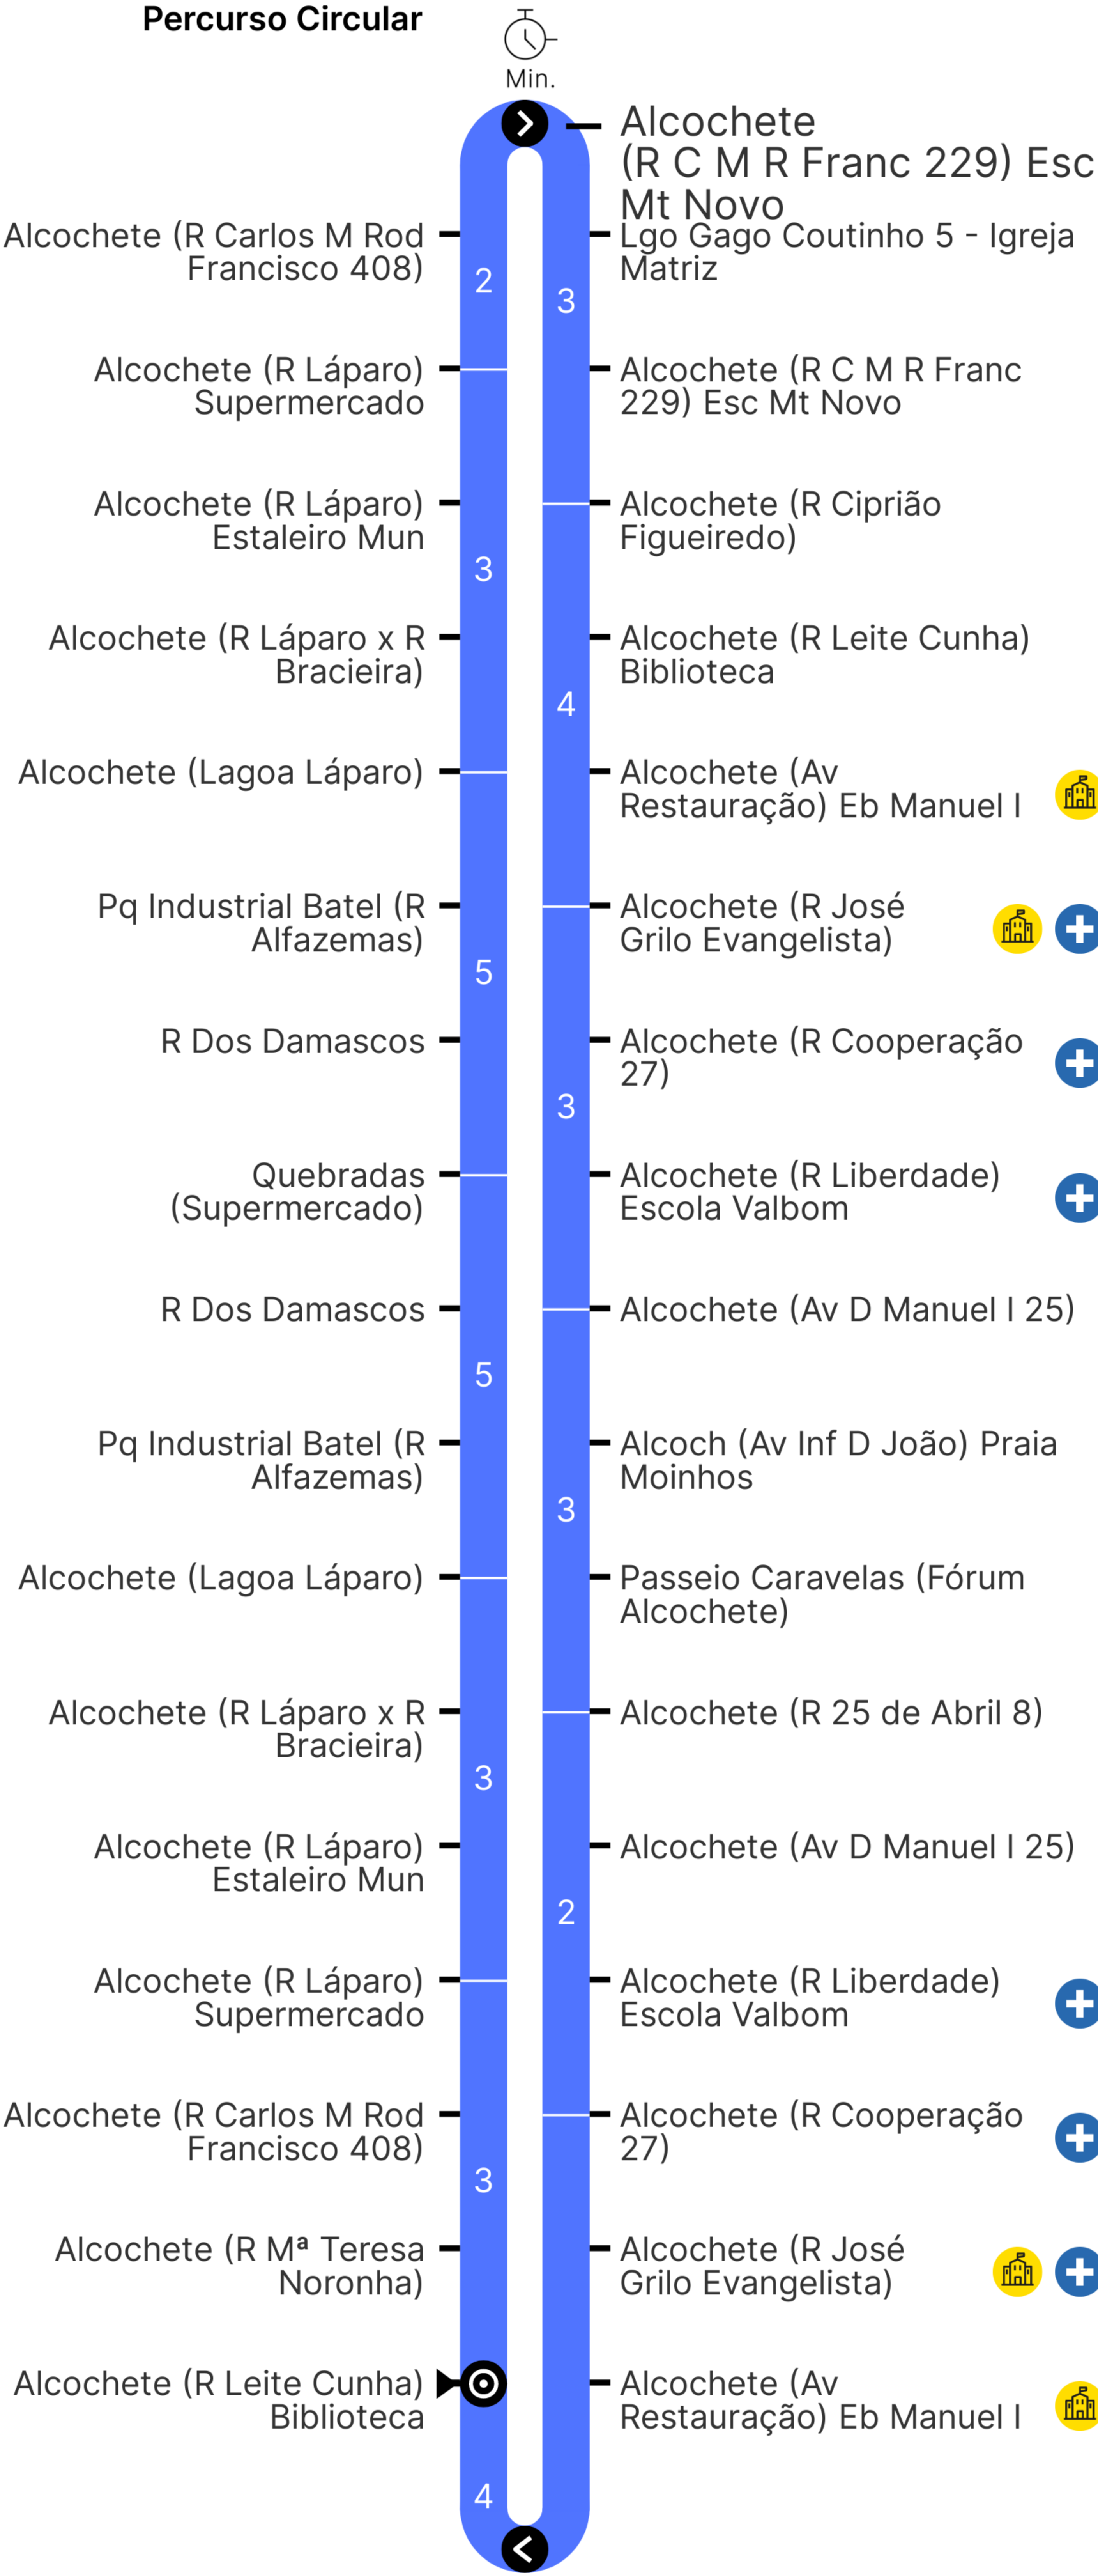 Percurso Circular
Min.
Alcochete
(R C M R Franc 229) Esc
Mt Novo
Lgo Gago Coutinho 5 - Igreja
Matriz
3
Alcochete (R C M R Franc
229) Esc Mt Novo
Alcochete (R Ciprião
Figueiredo)
Alcochete (R Leite Cunha)
Biblioteca
4
Alcochete (Av
Restauração) Eb Manuel I
Alcochete (R José
Grilo Evangelista)
Alcochete (R Cooperação
27)
3
Alcochete (R Liberdade)
Escola Valbom
Alcochete (Av D Manuel I 25)
Alcoch (Av Inf D João) Praia
Moinhos
3
Passeio Caravelas (Fórum
Alcochete)
Alcochete (R 25 de Abril 8)
Alcochete (Av D Manuel I 25)
2
Alcochete (R Liberdade)
Escola Valbom
Alcochete (R Cooperação
27)
Alcochete (R José
Grilo Evangelista)
Alcochete (Av
Restauração) Eb Manuel I
Alcochete (R Carlos M Rod
Francisco 408)
2
Alcochete (R Láparo)
Supermercado
Alcochete (R Láparo)
Estaleiro Mun
3
Alcochete (R Láparo x R
Bracieira)
Alcochete (Lagoa Láparo)
Pq Industrial Batel (R
Alfazemas)
5
R Dos Damascos
Quebradas
(Supermercado)
R Dos Damascos
5
Pq Industrial Batel (R
Alfazemas)
Alcochete (Lagoa Láparo)
Alcochete (R Láparo x R
Bracieira)
3
Alcochete (R Láparo)
Estaleiro Mun
Alcochete (R Láparo)
Supermercado
Alcochete (R Carlos M Rod
Francisco 408)
3
Alcochete (R Mª Teresa
Noronha)
Alcochete (R Leite Cunha)
Biblioteca
4